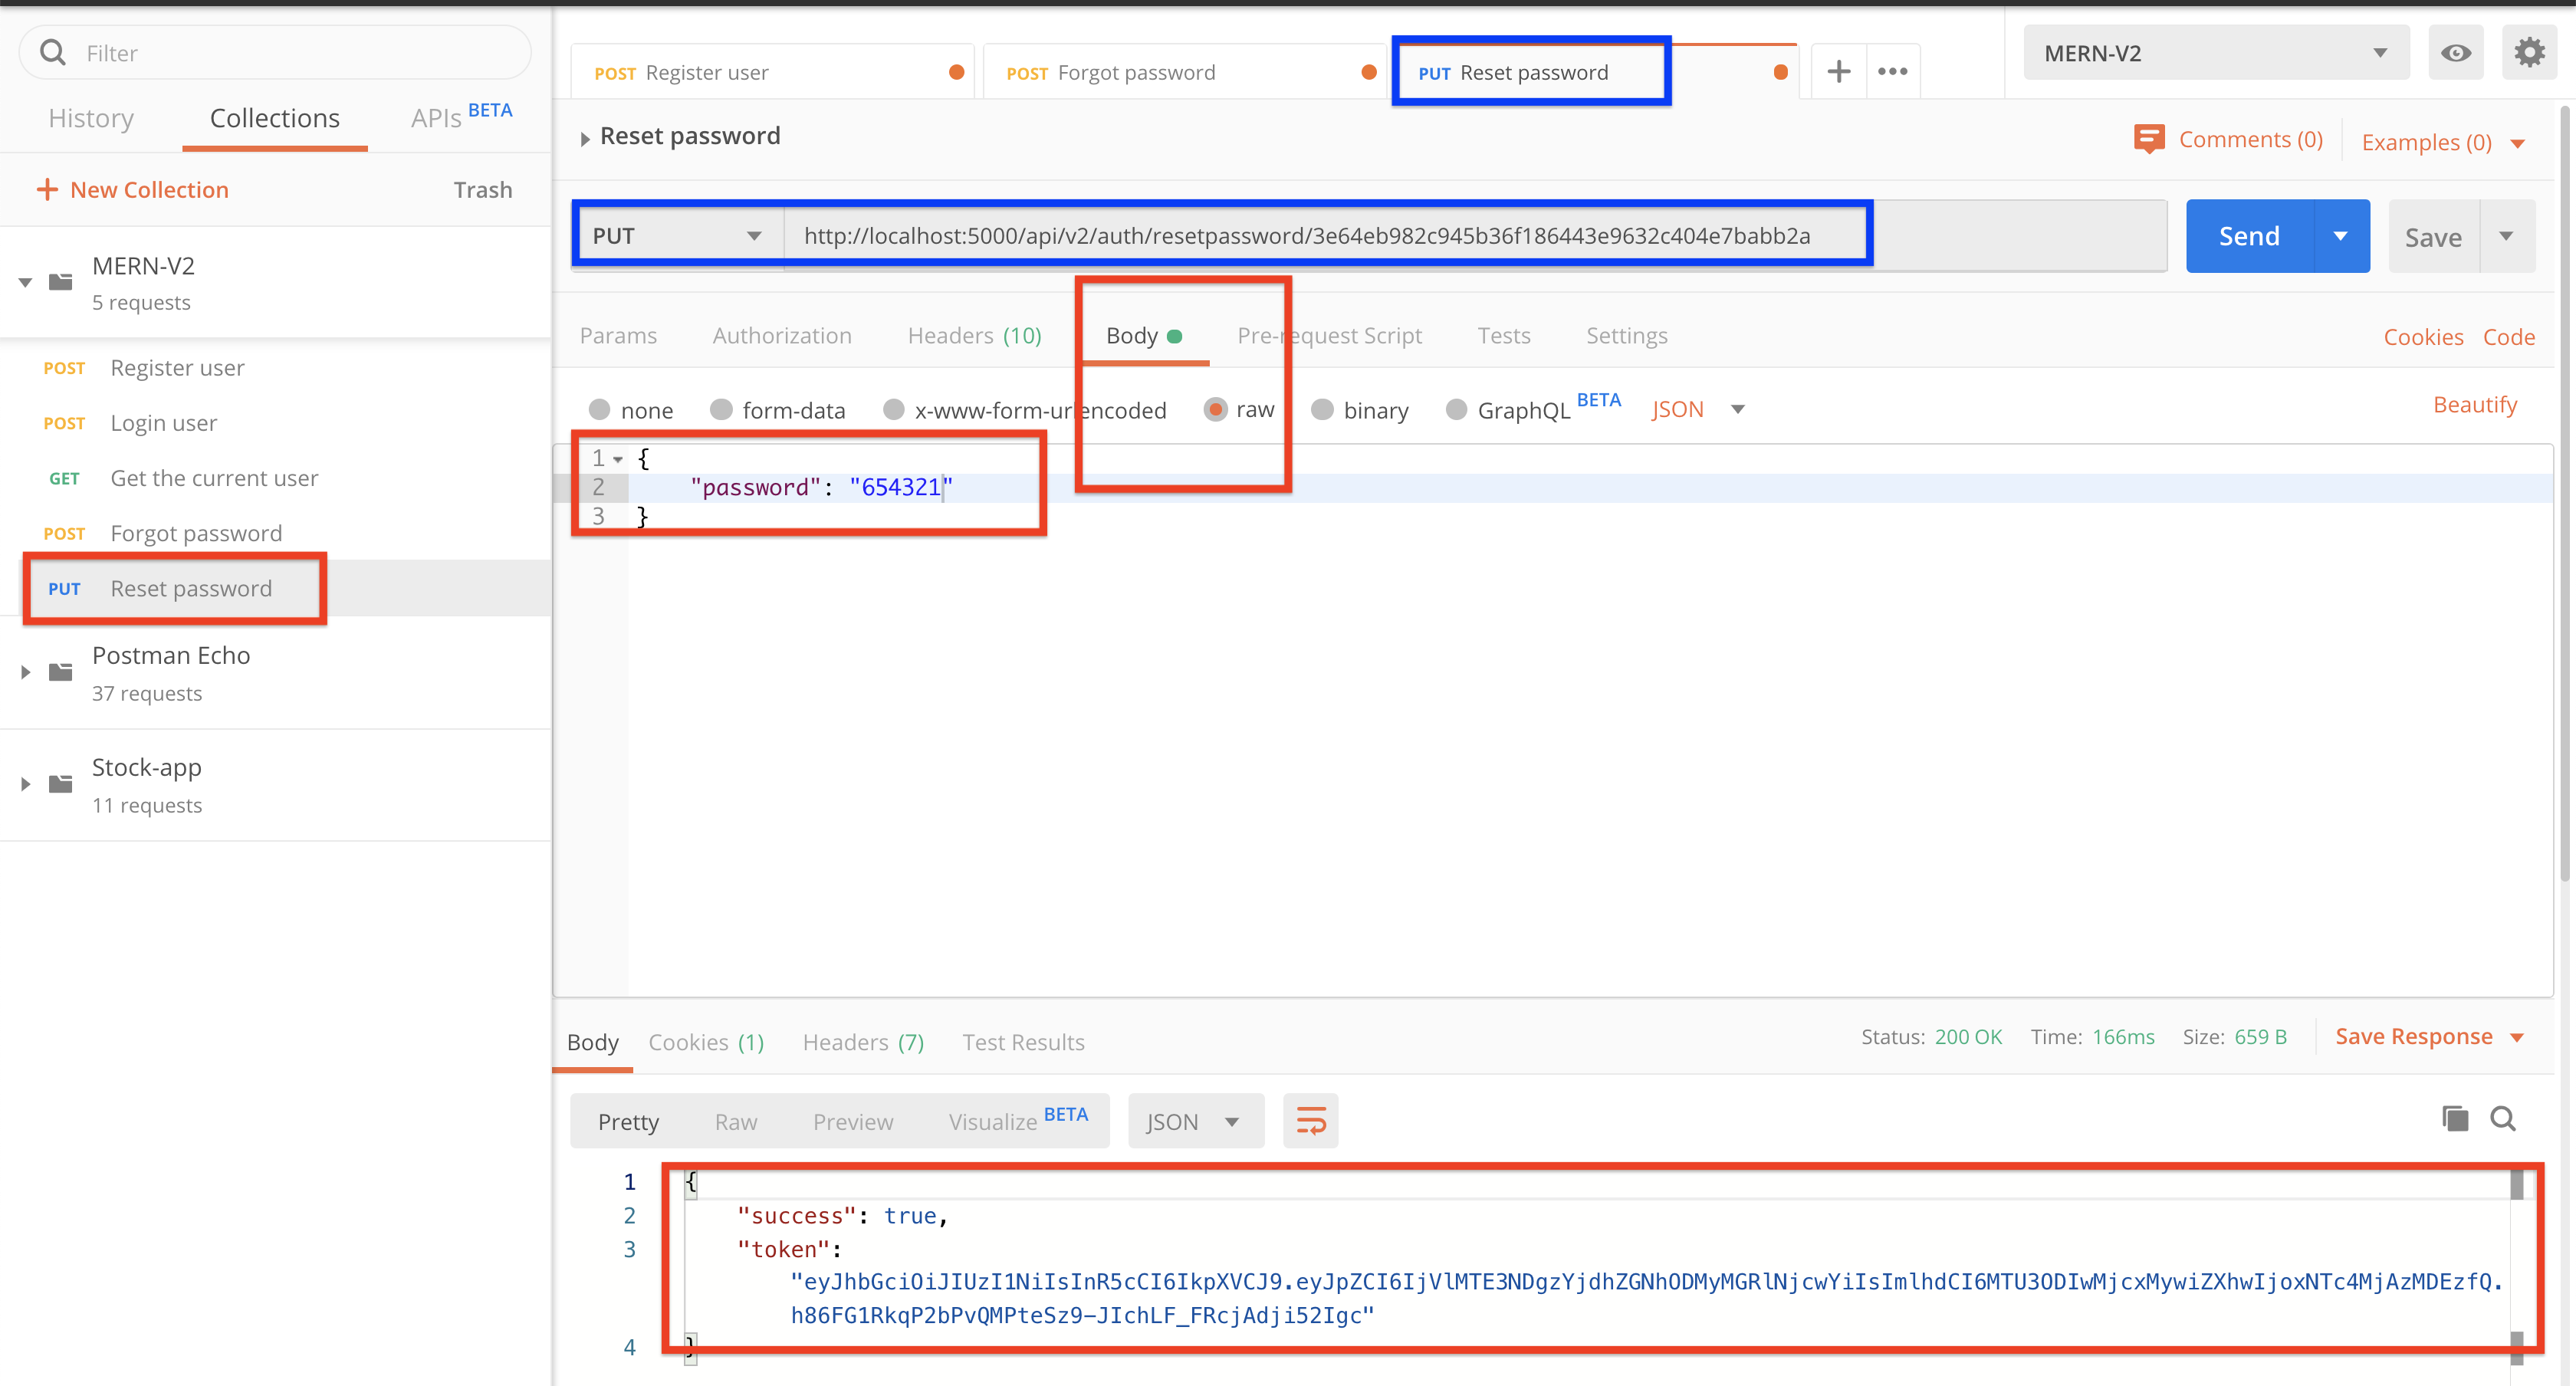 Filter
History Collections APIs BETA
+ New Collection Trash
MERN-V2
5 requests
POST Register user
POST Login user
GET Get the current user
POST Forgot password
PUT Reset password
Postman Echo
37 requests
Stock-app
11 requests
POST Register user POST Forgot password PUT Reset password + ••• MERN-V2
Reset password Comments (0) Examples (0)
PUT http://localhost:5000/api/v2/auth/resetpassword/3e64eb982c945b36f186443e9632c404e7babb2a Send Save
Params Authorization Headers (10) Body Pre-request Script Tests Settings Cookies Code
none form-data x-www-form-urlencoded raw binary GraphQL BETA JSON Beautify
1 {
2 "password": "654321"
3 }
Body Cookies (1) Headers (7) Test Results Status: 200 OK Time: 166ms Size: 659 B Save Response
Pretty Raw Preview Visualize BETA JSON
1 {
2 "success": true,
3 "token":
"eyJhbGciOiJIUzI1NiIsInR5cCI6IkpXVCJ9.eyJpZCI6IjVlMTE3NDgzYjdhZGNhODMyMGRlNjcwYiIsImlhdCI6MTU3ODIwMjcxMywiZXhwIjoxNTc4MjAzMDEzfQ.
h86FG1RkqP2bPvQMPteSz9-JIchLF_FRcjAdji52Igc"
4 }